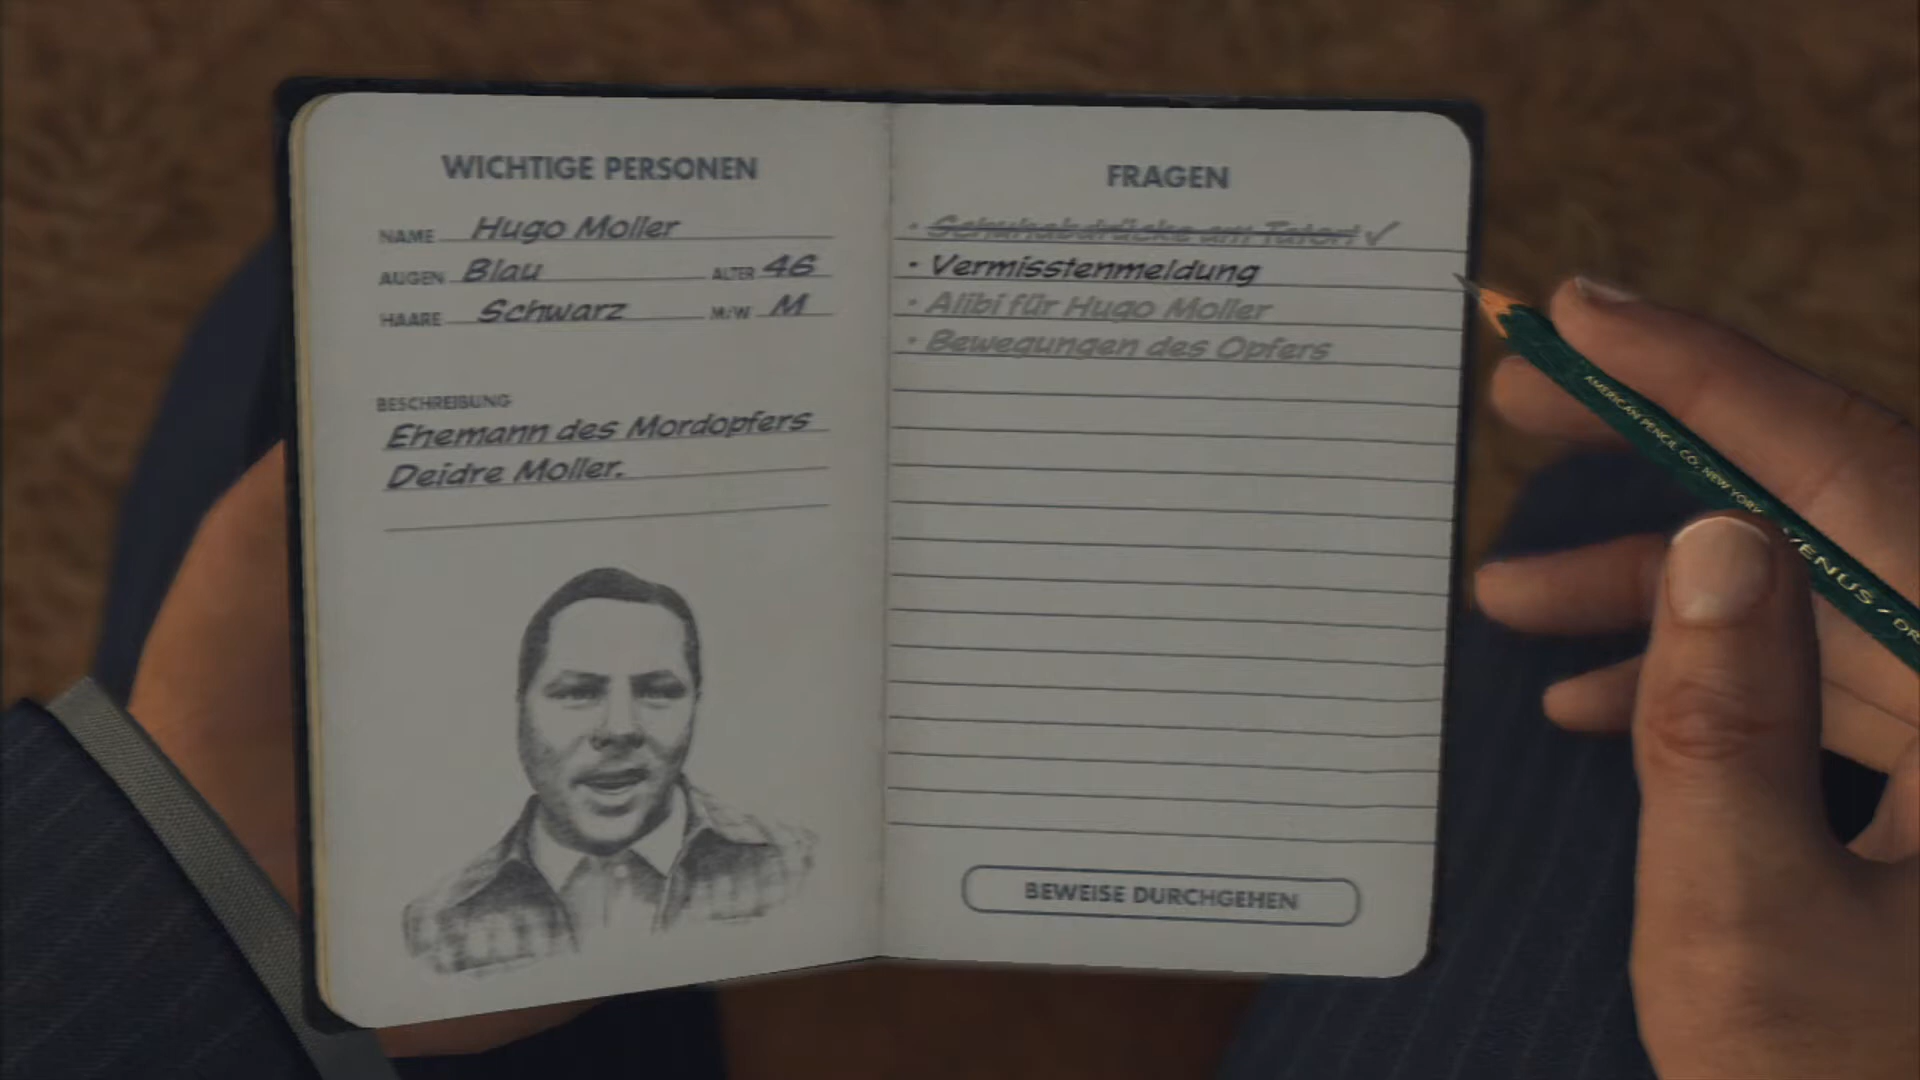 WICHTIGE PERSONEN
NAME Hugo Moller
AUGEN Blau ALTER 46
HAARE Schwarz M/W M
BESCHREIBUNG
Ehemann des Mordopfers
Deidre Moller.
FRAGEN
• Schuhabdrücke am Tatort ✓
• Vermisstenmeldung
• Alibi für Hugo Moller
• Bewegungen des Opfers
BEWEISE DURCHGEHEN
AMERICAN PENCIL CO. NEW YORK
VENUS / DR